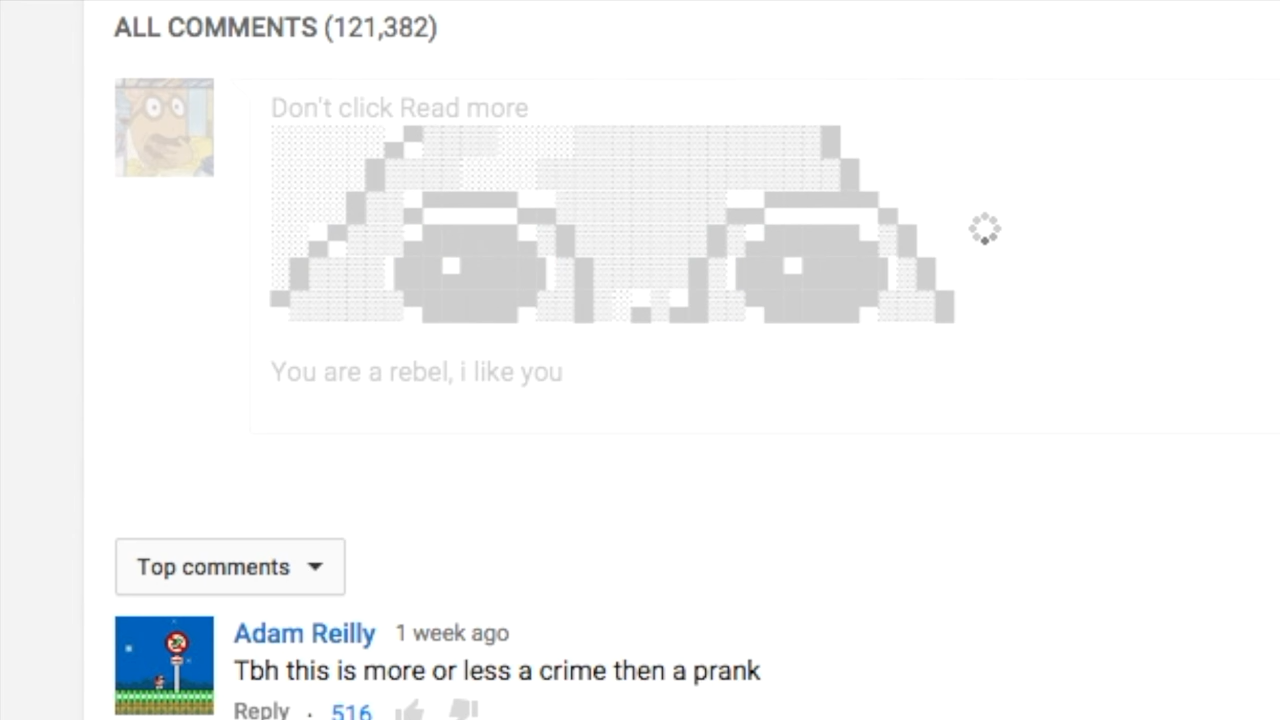 ALL COMMENTS (121,382)
Don't click Read more
You are a rebel, i like you
Top comments
Adam Reilly 1 week ago
Tbh this is more or less a crime then a prank
Reply · 516